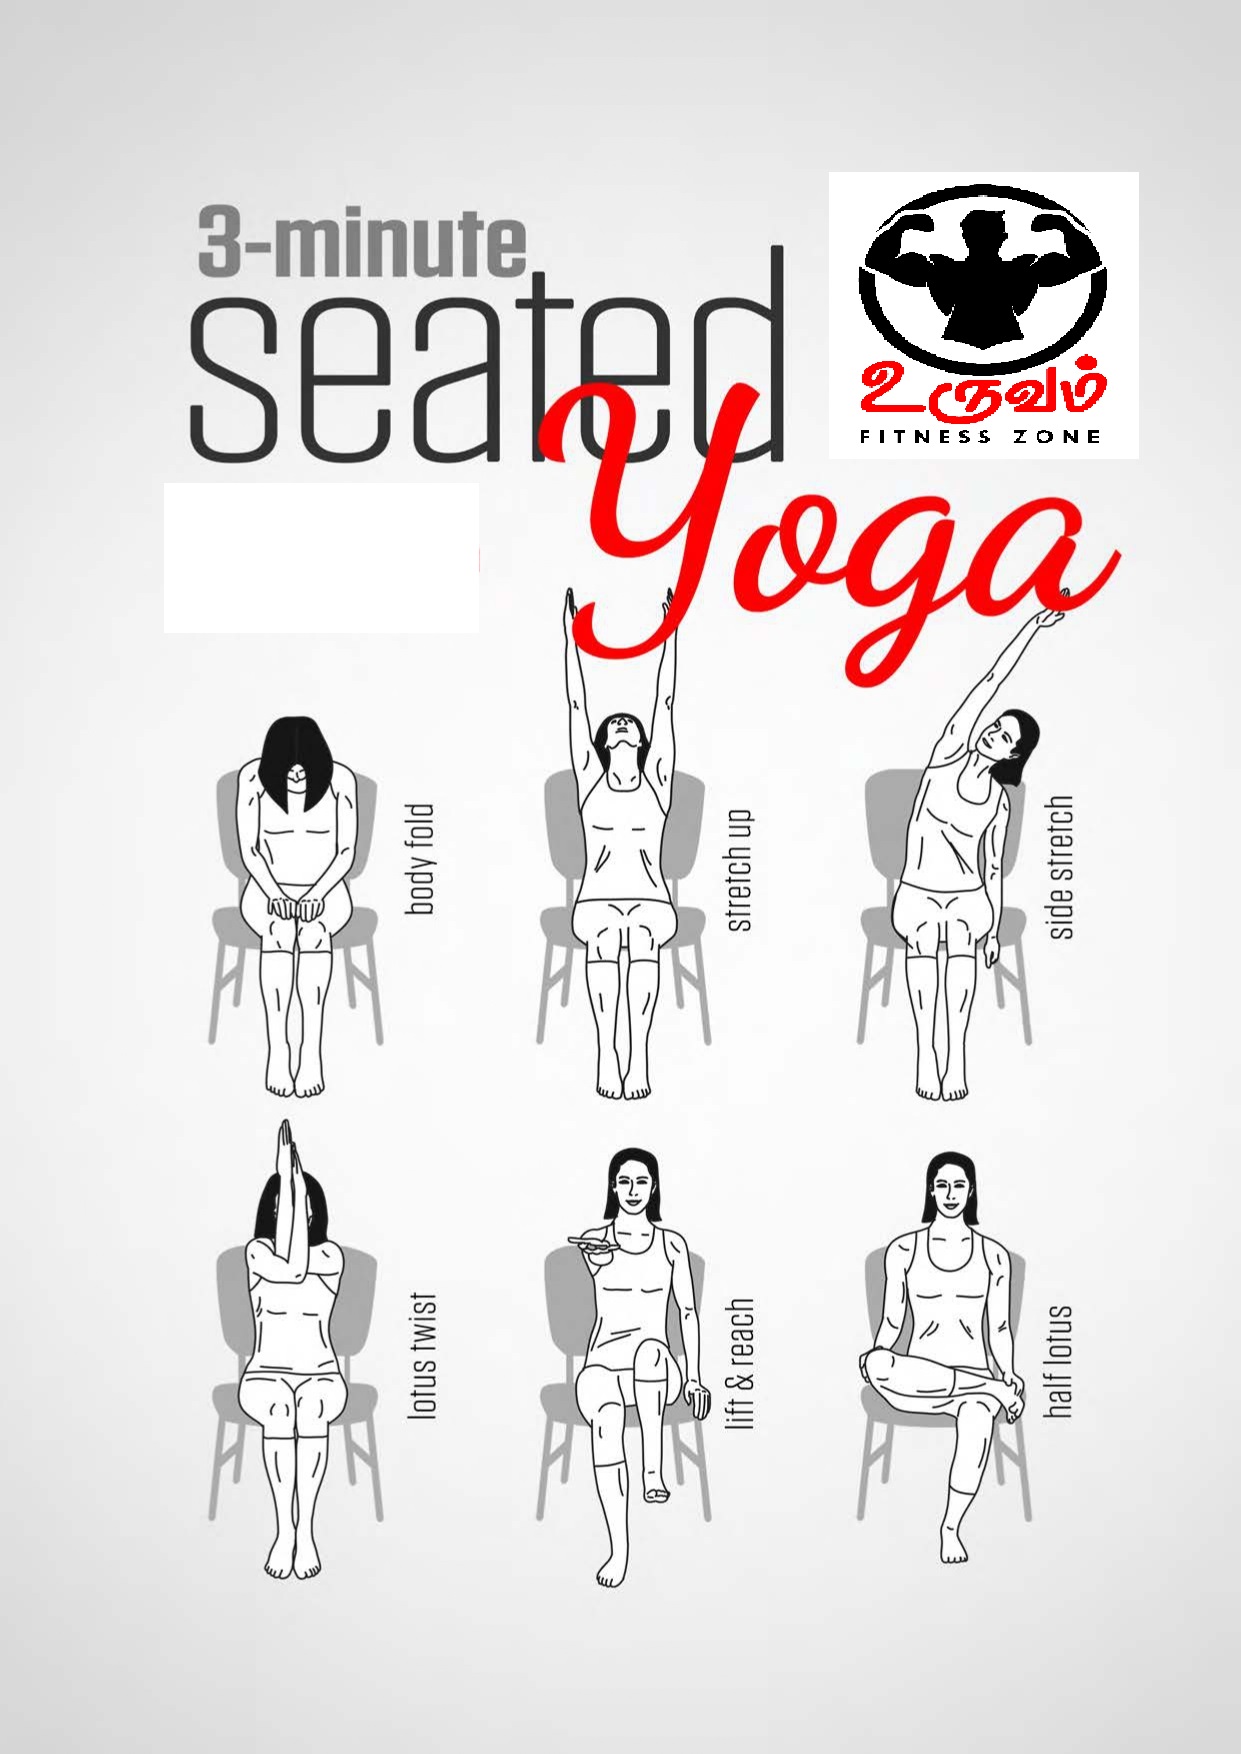 3-minute
seated
Yoga
உருவம்
FITNESS ZONE
body fold
stretch up
side stretch
lotus twist
lift & reach
half lotus